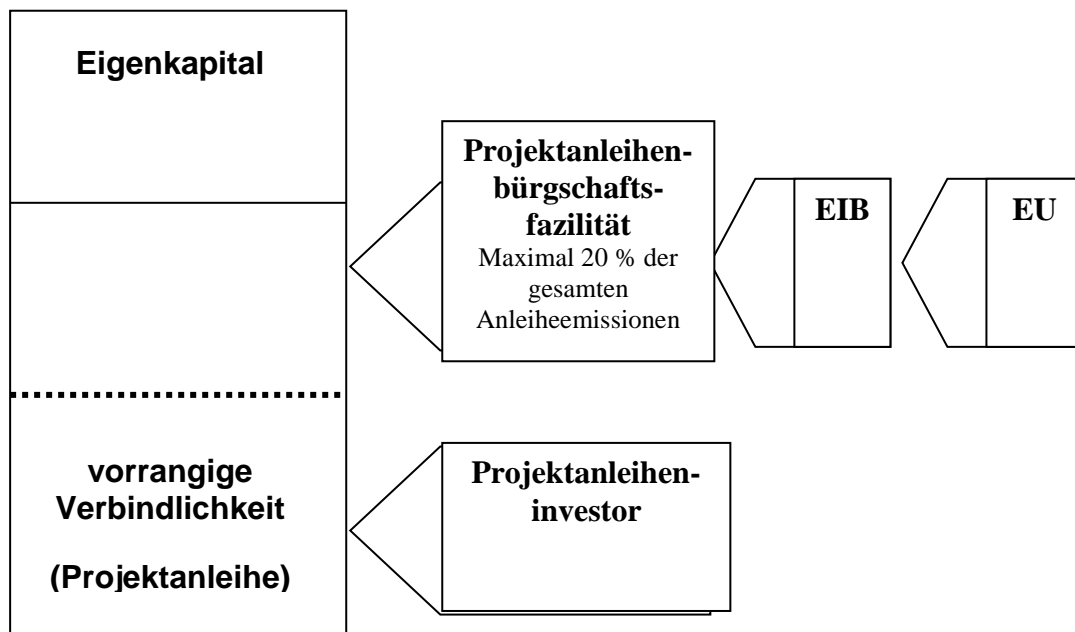 Eigenkapital
Projektanleihen-
bürgschafts-
fazilität
Maximal 20 % der
gesamten
Anleiheemissionen
EIB
EU
vorrangige
Verbindlichkeit
(Projektanleihe)
Projektanleihen-
investor